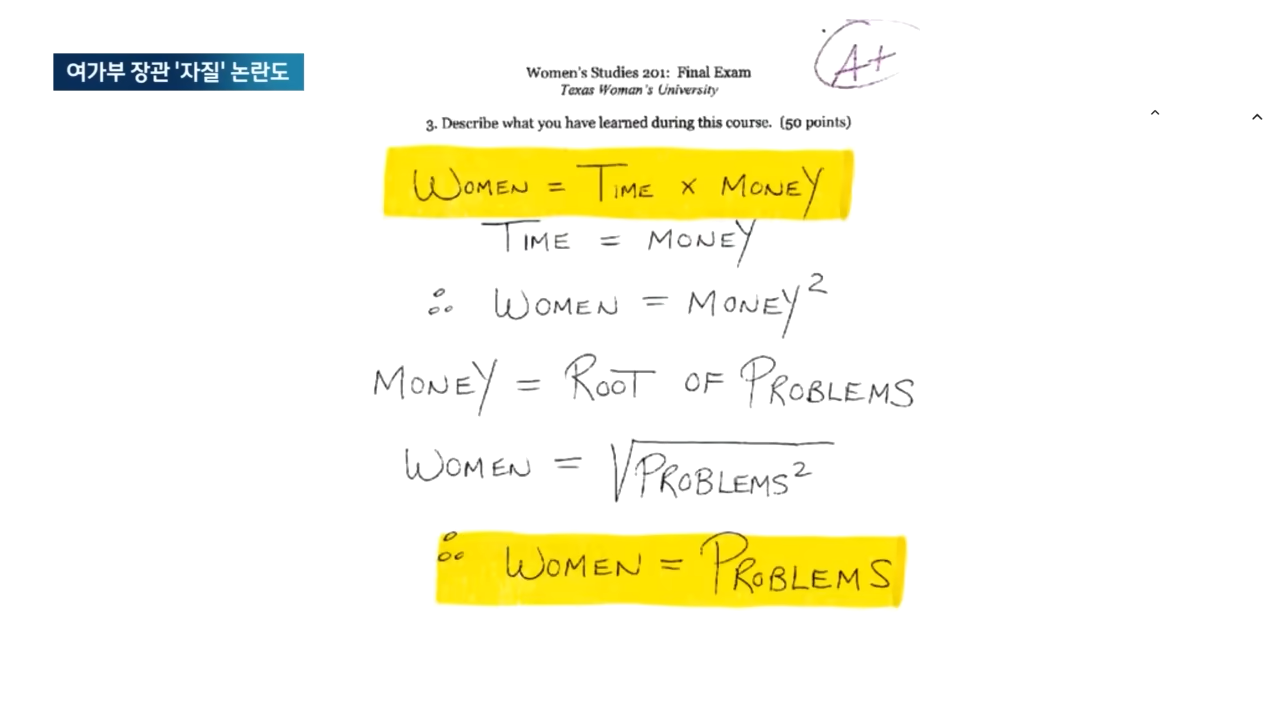 여가부 장관 '자질' 논란도
A+
Women's Studies 201: Final Exam
Texas Woman's University
3. Describe what you have learned during this course. (50 points)
WOMEN = TIME × MONEY
TIME = MONEY
∴ WOMEN = MONEY²
MONEY = ROOT OF PROBLEMS
WOMEN = √PROBLEMS²
∴ WOMEN = PROBLEMS